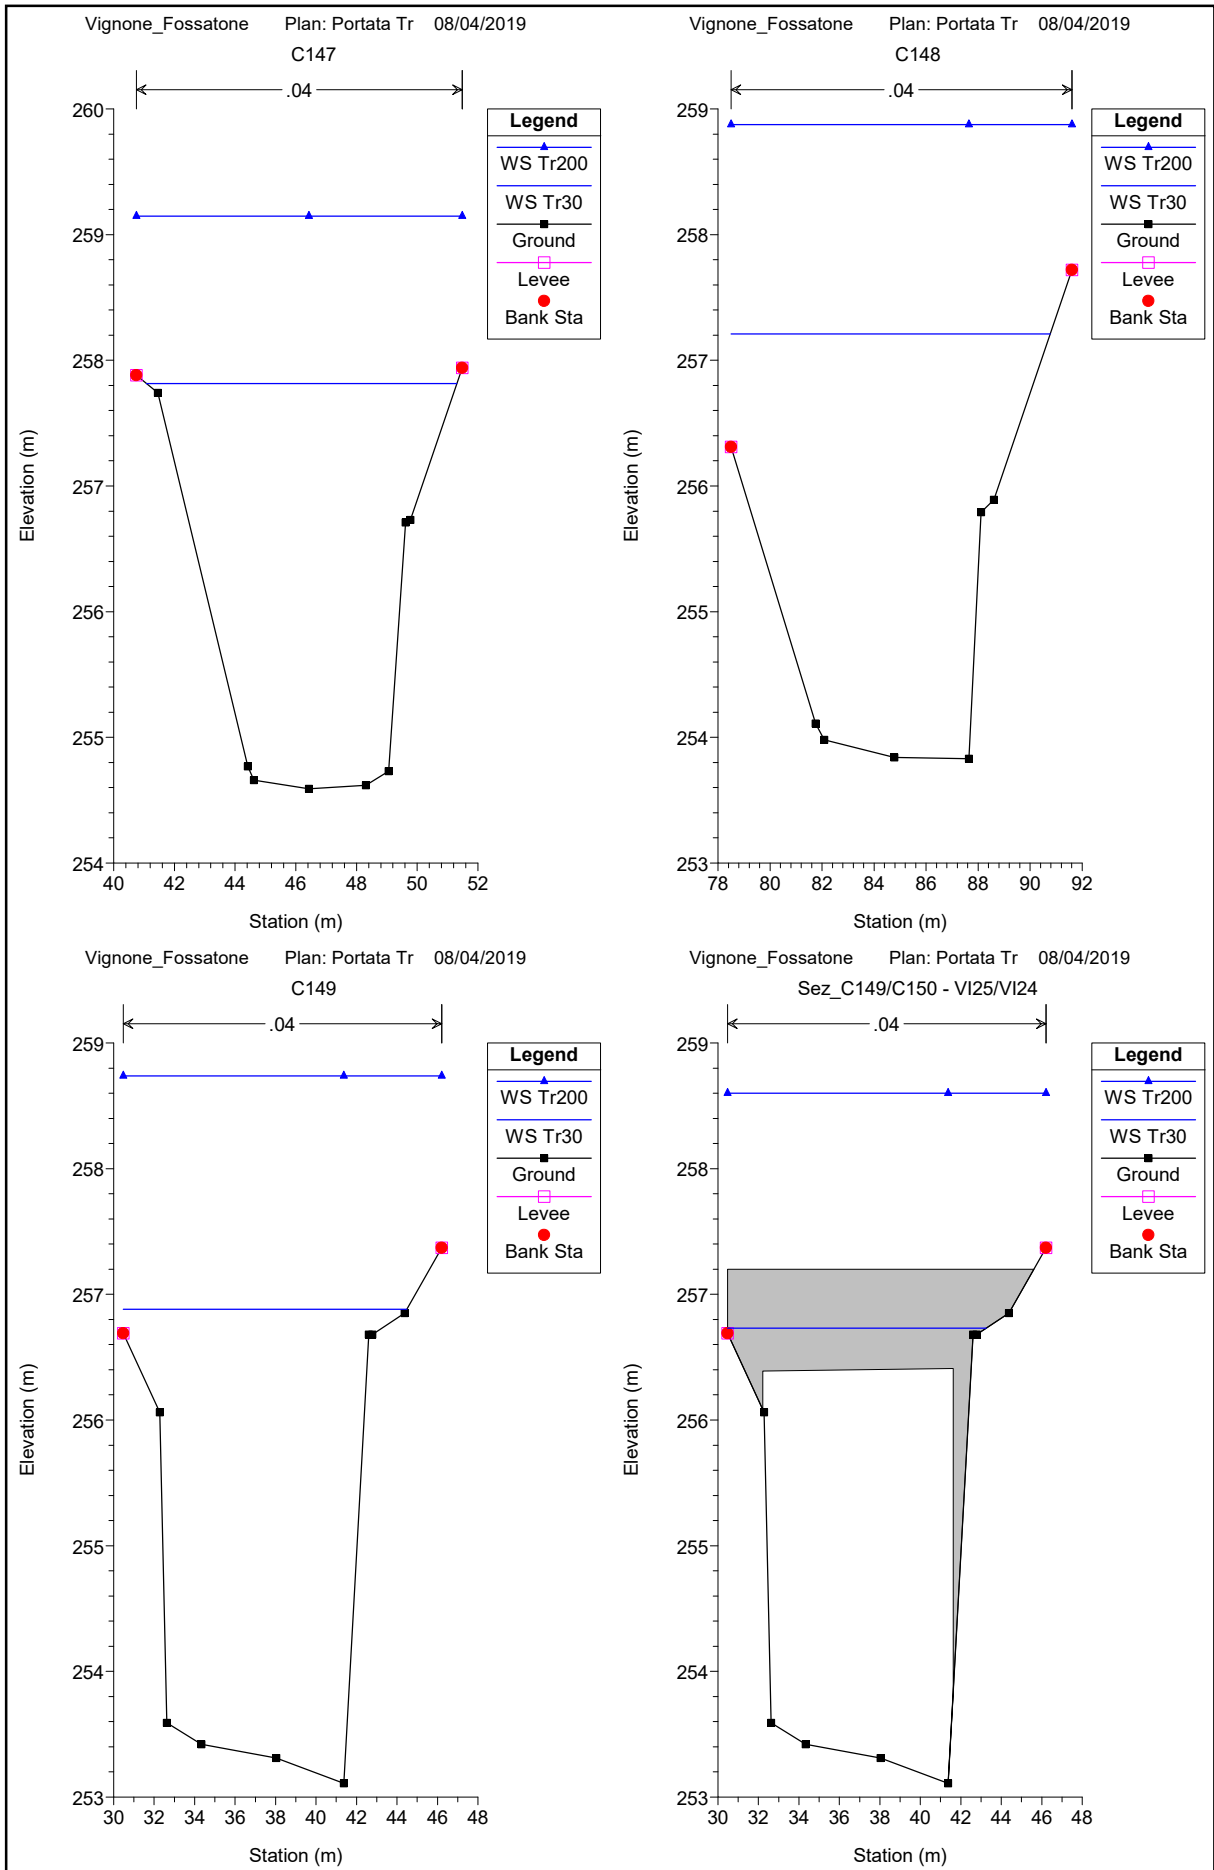 Vignone_Fossatone Plan: Portata Tr 08/04/2019
C147
.04
260
259
258
257
256
255
254
40 42 44 46 48 50 52
Station (m)
Elevation (m)
Legend
WS Tr200
WS Tr30
Ground
Levee
Bank Sta
Vignone_Fossatone Plan: Portata Tr 08/04/2019
C148
.04
259
258
257
256
255
254
253
78 80 82 84 86 88 90 92
Station (m)
Elevation (m)
Legend
WS Tr200
WS Tr30
Ground
Levee
Bank Sta
Vignone_Fossatone Plan: Portata Tr 08/04/2019
C149
.04
259
258
257
256
255
254
253
30 32 34 36 38 40 42 44 46 48
Station (m)
Elevation (m)
Legend
WS Tr200
WS Tr30
Ground
Levee
Bank Sta
Vignone_Fossatone Plan: Portata Tr 08/04/2019
Sez_C149/C150 - VI25/VI24
.04
259
258
257
256
255
254
253
30 32 34 36 38 40 42 44 46 48
Station (m)
Elevation (m)
Legend
WS Tr200
WS Tr30
Ground
Levee
Bank Sta